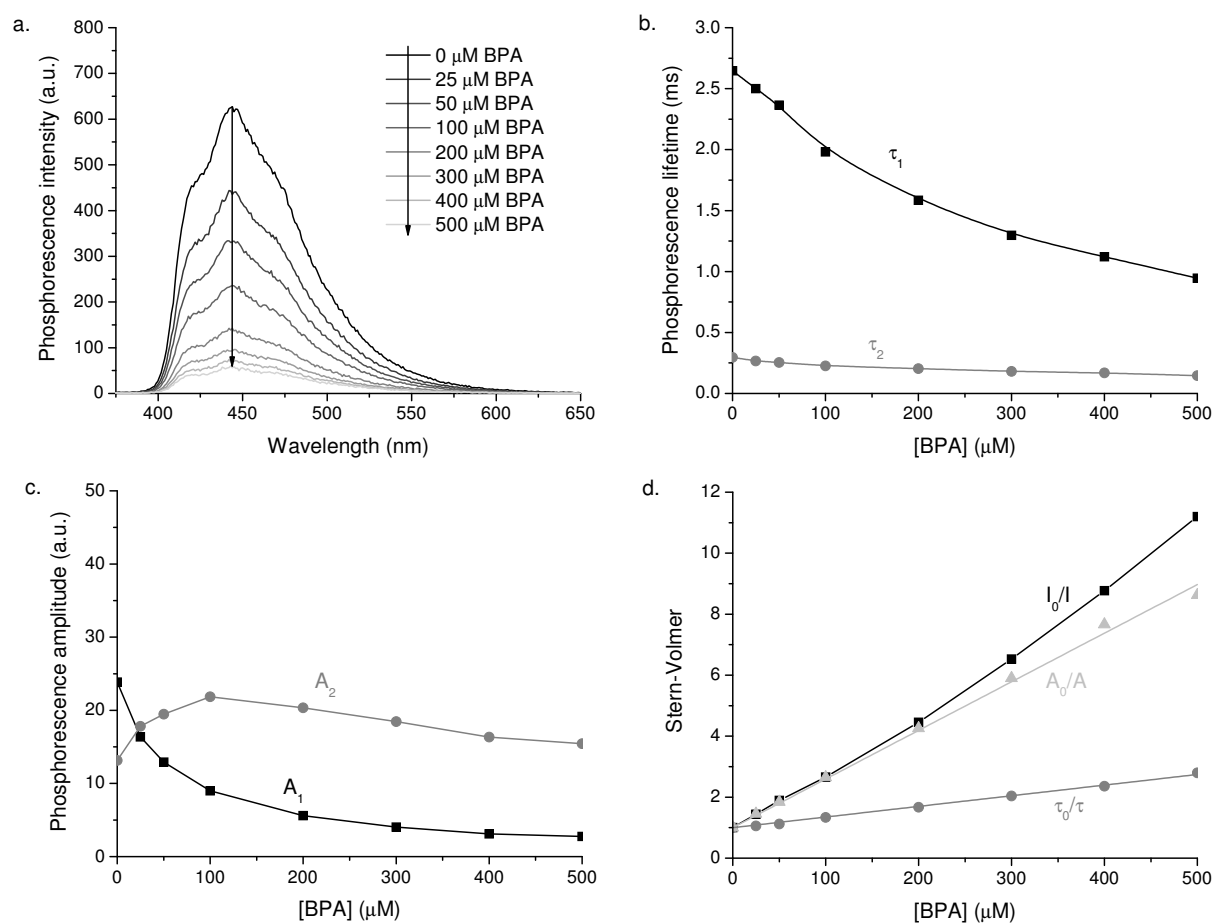 a.
Phosphorescence intensity (a.u.)
800
700
600
500
400
300
200
100
0
400
450
500
550
600
650
Wavelength (nm)
0 μM BPA
25 μM BPA
50 μM BPA
100 μM BPA
200 μM BPA
300 μM BPA
400 μM BPA
500 μM BPA
b.
Phosphorescence lifetime (ms)
3.0
2.5
2.0
1.5
1.0
0.5
0.0
τ1
τ2
0
100
200
300
400
500
[BPA] (μM)
c.
Phosphorescence amplitude (a.u.)
50
40
30
20
10
0
A2
A1
0
100
200
300
400
500
[BPA] (μM)
d.
Stern-Volmer
12
10
8
6
4
2
0
I0/I
A0/A
τ0/τ
0
100
200
300
400
500
[BPA] (μM)